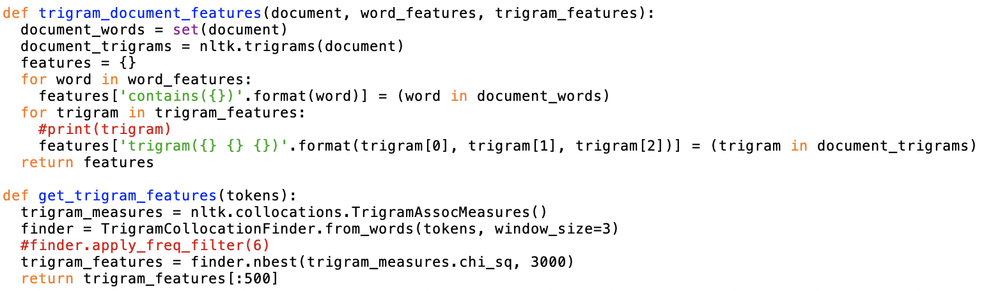 def trigram_document_features(document, word_features, trigram_features):
  document_words = set(document)
  document_trigrams = nltk.trigrams(document)
  features = {}
  for word in word_features:
    features['contains({})'.format(word)] = (word in document_words)
  for trigram in trigram_features:
    #print(trigram)
    features['trigram({} {} {})'.format(trigram[0], trigram[1], trigram[2])] = (trigram in document_trigrams)
  return features

def get_trigram_features(tokens):
  trigram_measures = nltk.collocations.TrigramAssocMeasures()
  finder = TrigramCollocationFinder.from_words(tokens, window_size=3)
  #finder.apply_freq_filter(6)
  trigram_features = finder.nbest(trigram_measures.chi_sq, 3000)
  return trigram_features[:500]